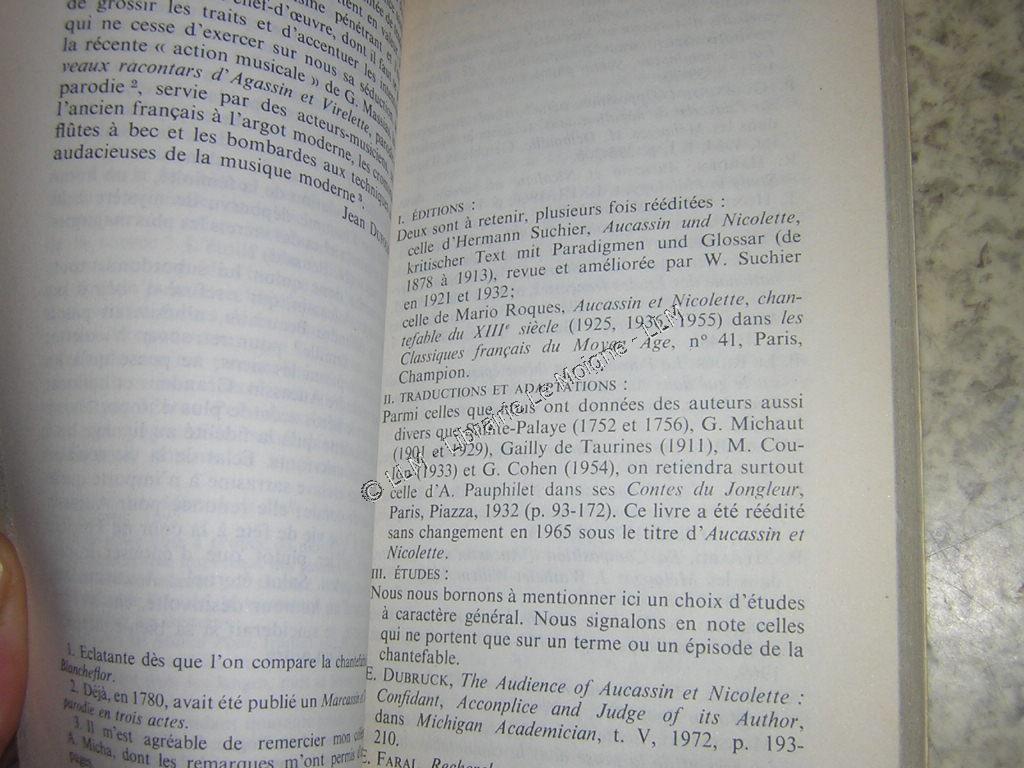 de grossir les traits et d'accentuer les
qui ne cesse d'exercer sur nous sa séduction,
la récente « action musicale » de G. Massias,
veaux racontars d'Agassin et Virelette,
parodie ², servie par des acteurs-musiciens,
l'ancien français à l'argot moderne, les
flûtes à bec et les bombardes aux techniques
audacieuses de la musique moderne ³.
Jean
1. Eclatante dès que l'on compare la
Blancheflor.
2. Déjà, en 1780, avait été publié un Marcassin
parodie en trois actes.
3. Il m'est agréable de remercier mon
A. Micha, dont les remarques m'ont permis
pages.
I. ÉDITIONS :
Deux sont à retenir, plusieurs fois rééditées :
celle d'Hermann Suchier, Aucassin und Nicolette,
kritischer Text mit Paradigmen und Glossar (de
1878 à 1913), revue et améliorée par W. Suchier
en 1921 et 1932;
celle de Mario Roques, Aucassin et Nicolette, chan-
tefable du XIIIe siècle (1925, 1936, 1955) dans les
Classiques français du Moyen Age, n° 41, Paris,
Champion.
II. TRADUCTIONS ET ADAPTATIONS :
Parmi celles que nous ont données des auteurs aussi
divers que Sainte-Palaye (1752 et 1756), G. Michaut
(1901 et 1929), Gailly de Taurines (1911), M. Cou-
lon (1933) et G. Cohen (1954), on retiendra surtout
celle d'A. Pauphilet dans ses Contes du Jongleur,
Paris, Piazza, 1932 (p. 93-172). Ce livre a été réédité
sans changement en 1965 sous le titre d'Aucassin et
Nicolette.
III. ÉTUDES :
Nous nous bornons à mentionner ici un choix d'études
à caractère général. Nous signalons en note celles
qui ne portent que sur un terme ou un épisode de la
chantefable.
E. DUBRUCK, The Audience of Aucassin et Nicolette :
Confidant, Acconplice and Judge of its Author,
dans Michigan Academician, t. V, 1972, p. 193-
210.
E. FARAL, Recherches
© LLM - Librairie Le Moigne - LLM